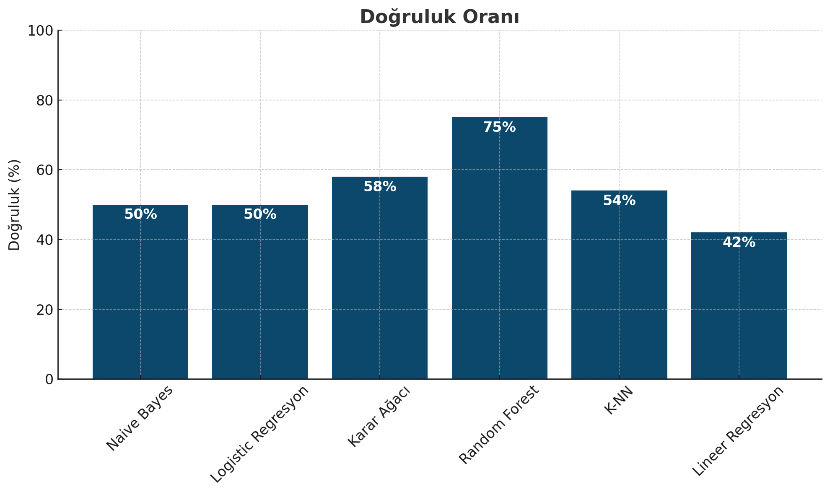 Doğruluk Oranı
Doğruluk (%)
100
80
60
40
20
0
50%
50%
58%
75%
54%
42%
Naive Bayes
Logistic Regresyon
Karar Ağacı
Random Forest
K-NN
Lineer Regresyon